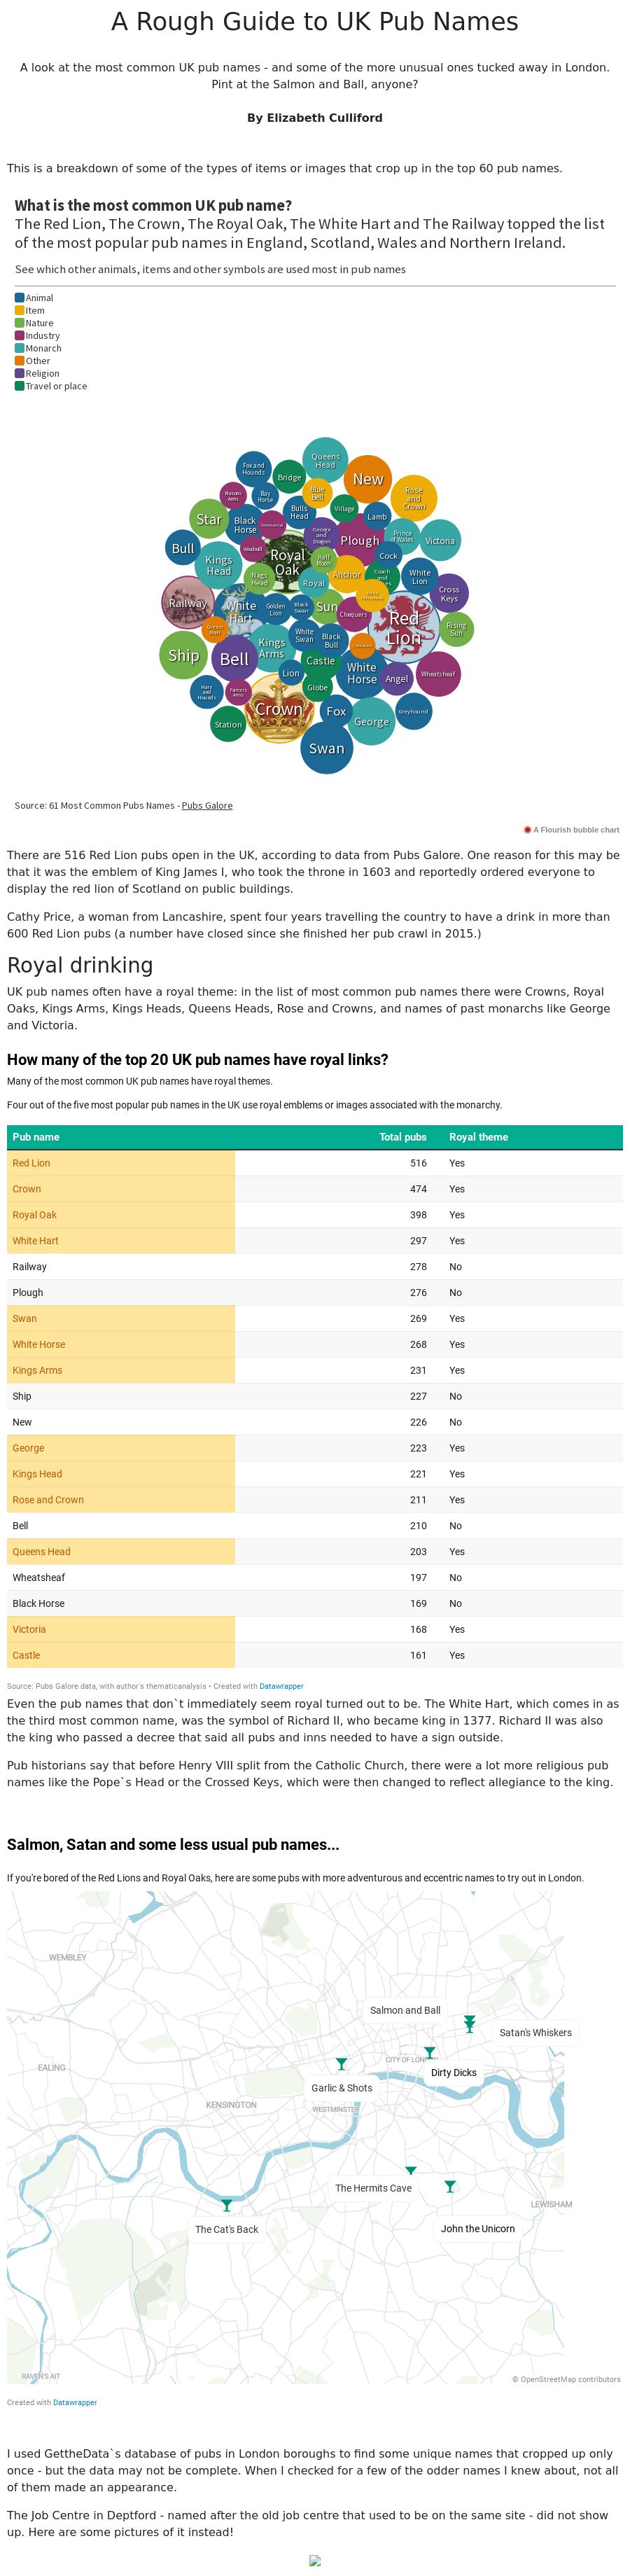 A Rough Guide to UK Pub Names
A look at the most common UK pub names - and some of the more unusual ones tucked away in London.
Pint at the Salmon and Ball, anyone?
By Elizabeth Culliford
This is a breakdown of some of the types of items or images that crop up in the top 60 pub names.
What is the most common UK pub name?
The Red Lion, The Crown, The Royal Oak, The White Hart and The Railway topped the list
of the most popular pub names in England, Scotland, Wales and Northern Ireland.
See which other animals, items and other symbols are used most in pub names
Animal
Item
Nature
Industry
Monarch
Other
Religion
Travel or place
Queens
Head
Fox and
Hounds
Bridge
New
Masons
Arms
Bay
Horse
Blue
Bell
Rose
and
Crown
Star
Black
Horse
Commercial
Bulls
Head
Village
Lamb
George
and
Dragon
Plough
Prince
of Wales
Victoria
Bull
Kings
Head
Windmill
Royal
Oak
Half
Moon
Cock
Nags
Head
Royal
Anchor
Coach
and
White
Lion
Cross
Keys
Railway
White
Hart
Golden
Lion
Black
Swan
Sun
Chequers
Red
Lion
Rising
Sun
Green
Man
Ship
Bell
Kings
Arms
White
Swan
Black
Bull
Castle
White
Horse
Angel
Wheatsheaf
Hare
and
Hounds
Farmers
Arms
Lion
Globe
Station
Crown
Fox
George
Greyhound
Swan
Source: 61 Most Common Pubs Names - Pubs Galore
A Flourish bubble chart
There are 516 Red Lion pubs open in the UK, according to data from Pubs Galore. One reason for this may be
that it was the emblem of King James I, who took the throne in 1603 and reportedly ordered everyone to
display the red lion of Scotland on public buildings.
Cathy Price, a woman from Lancashire, spent four years travelling the country to have a drink in more than
600 Red Lion pubs (a number have closed since she finished her pub crawl in 2015.)
Royal drinking
UK pub names often have a royal theme: in the list of most common pub names there were Crowns, Royal
Oaks, Kings Arms, Kings Heads, Queens Heads, Rose and Crowns, and names of past monarchs like George
and Victoria.
How many of the top 20 UK pub names have royal links?
Many of the most common UK pub names have royal themes.
Four out of the five most popular pub names in the UK use royal emblems or images associated with the monarchy.
Pub name Total pubs Royal theme
Red Lion 516 Yes
Crown 474 Yes
Royal Oak 398 Yes
White Hart 297 Yes
Railway 278 No
Plough 276 No
Swan 269 Yes
White Horse 268 Yes
Kings Arms 231 Yes
Ship 227 No
New 226 No
George 223 Yes
Kings Head 221 Yes
Rose and Crown 211 Yes
Bell 210 No
Queens Head 203 Yes
Wheatsheaf 197 No
Black Horse 169 No
Victoria 168 Yes
Castle 161 Yes
Source: Pubs Galore data, with author's thematicanalysis • Created with Datawrapper
Even the pub names that don`t immediately seem royal turned out to be. The White Hart, which comes in as
the third most common name, was the symbol of Richard II, who became king in 1377. Richard II was also
the king who passed a decree that said all pubs and inns needed to have a sign outside.
Pub historians say that before Henry VIII split from the Catholic Church, there were a lot more religious pub
names like the Pope`s Head or the Crossed Keys, which were then changed to reflect allegiance to the king.
Salmon, Satan and some less usual pub names...
If you're bored of the Red Lions and Royal Oaks, here are some pubs with more adventurous and eccentric names to try out in London.
WEMBLEY
Salmon and Ball
Satan's Whiskers
CITY OF LONDON
EALING
Dirty Dicks
Garlic & Shots
KENSINGTON
WESTMINSTER
The Hermits Cave
LEWISHAM
The Cat's Back
John the Unicorn
RAVEN'S AIT
© OpenStreetMap contributors
Created with Datawrapper
I used GettheData`s database of pubs in London boroughs to find some unique names that cropped up only
once - but the data may not be complete. When I checked for a few of the odder names I knew about, not all
of them made an appearance.
The Job Centre in Deptford - named after the old job centre that used to be on the same site - did not show
up. Here are some pictures of it instead!